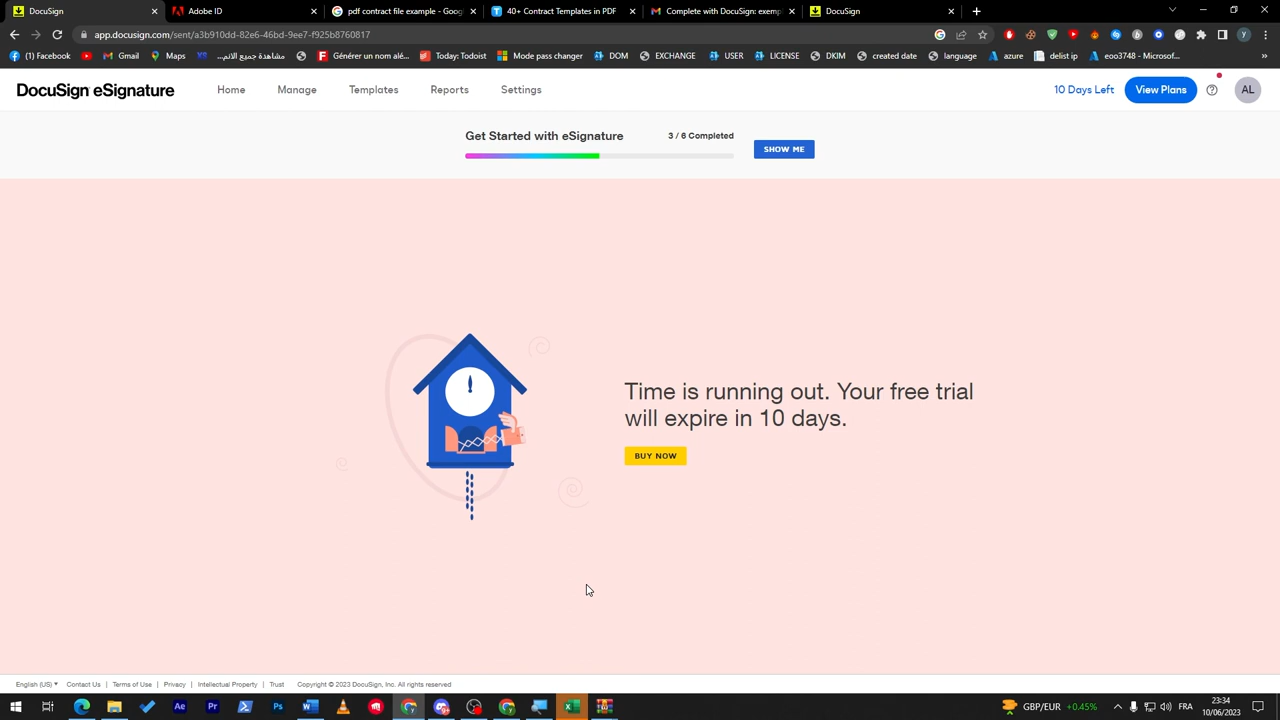 DocuSign
Adobe ID
pdf contract file example - Goog
40+ Contract Templates in PDF
Complete with DocuSign: exemp
DocuSign
app.docusign.com/sent/a3b910dd-82e6-46bd-9ee7-f925b8760817
(1) Facebook
Gmail
Maps
مشاهدة جميع الانم...
Générer un nom alé...
Today: Todoist
Mode pass changer
DOM
EXCHANGE
USER
LICENSE
DKIM
created date
language
azure
delist ip
eoo3748 - Microsof...
DocuSign eSignature
Home
Manage
Templates
Reports
Settings
10 Days Left
View Plans
AL
Get Started with eSignature
3 / 6 Completed
SHOW ME
Time is running out. Your free trial
will expire in 10 days.
BUY NOW
English (US)
Contact Us | Terms of Use | Privacy | Intellectual Property | Trust
Copyright © 2023 DocuSign, Inc. All rights reserved
GBP/EUR +0.45%
FRA
23:34
10/06/2023